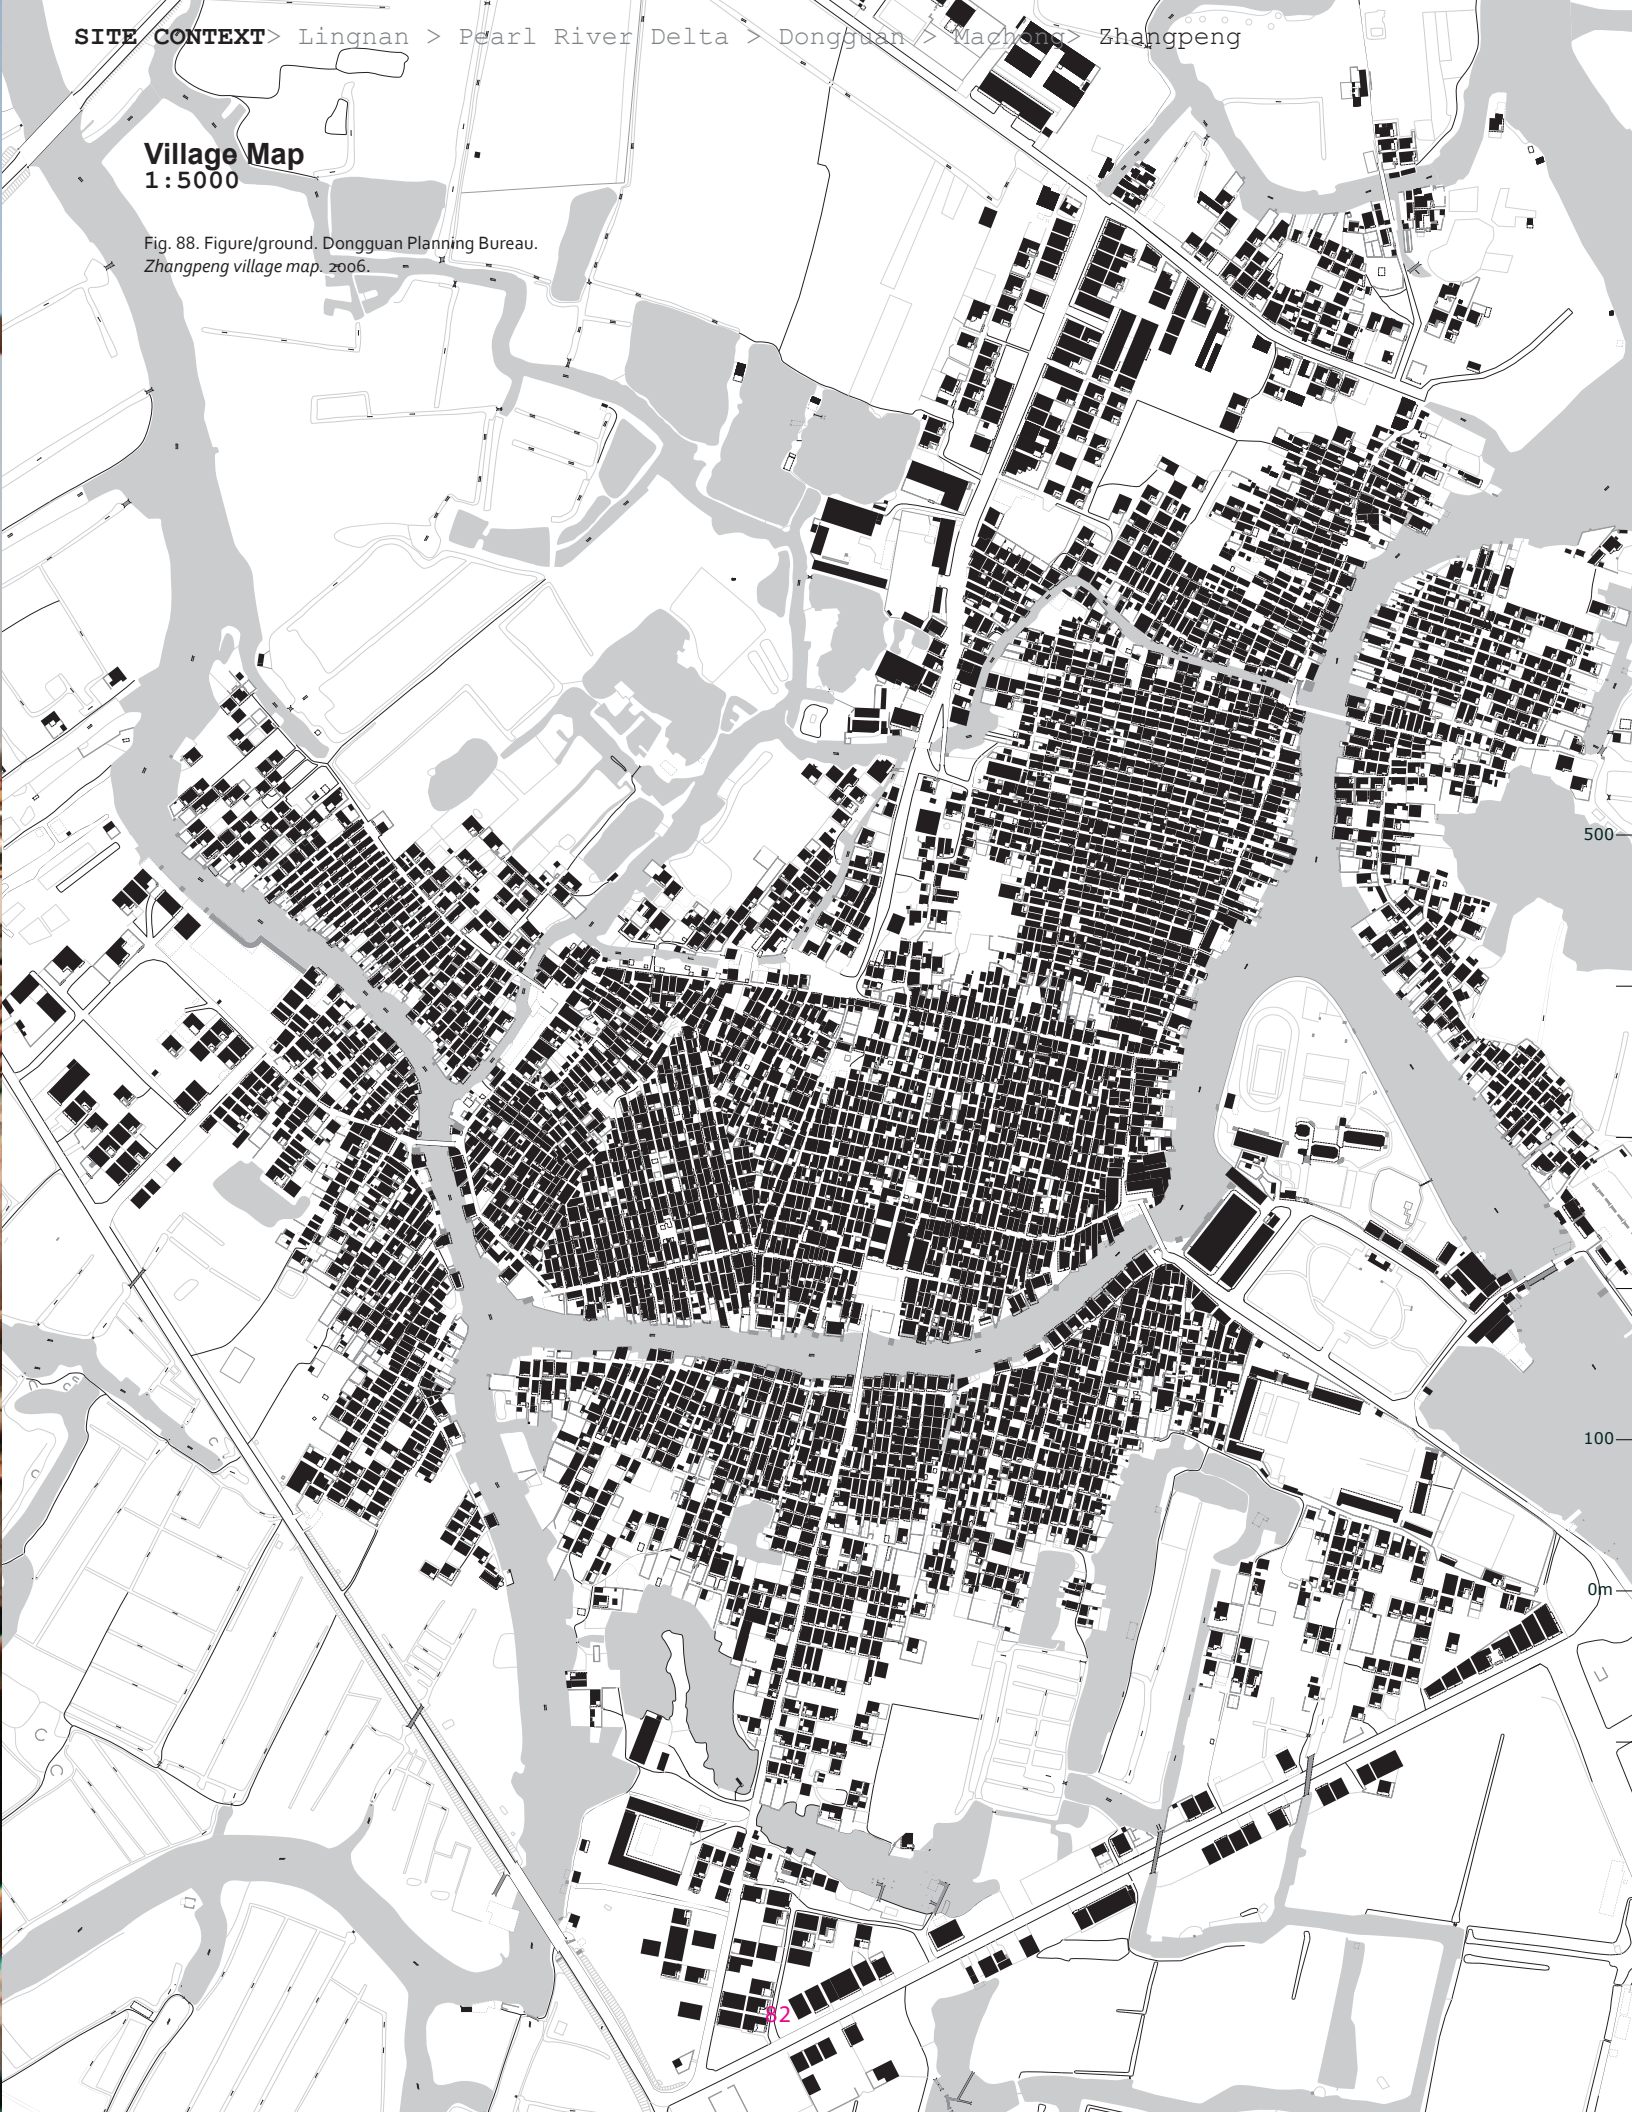 SITE CONTEXT> Lingnan > Pearl River Delta > Dongguan > Machong> Zhangpeng
Village Map
1:5000
Fig. 88. Figure/ground. Dongguan Planning Bureau.
Zhangpeng village map. 2006.
500
100
0m
82